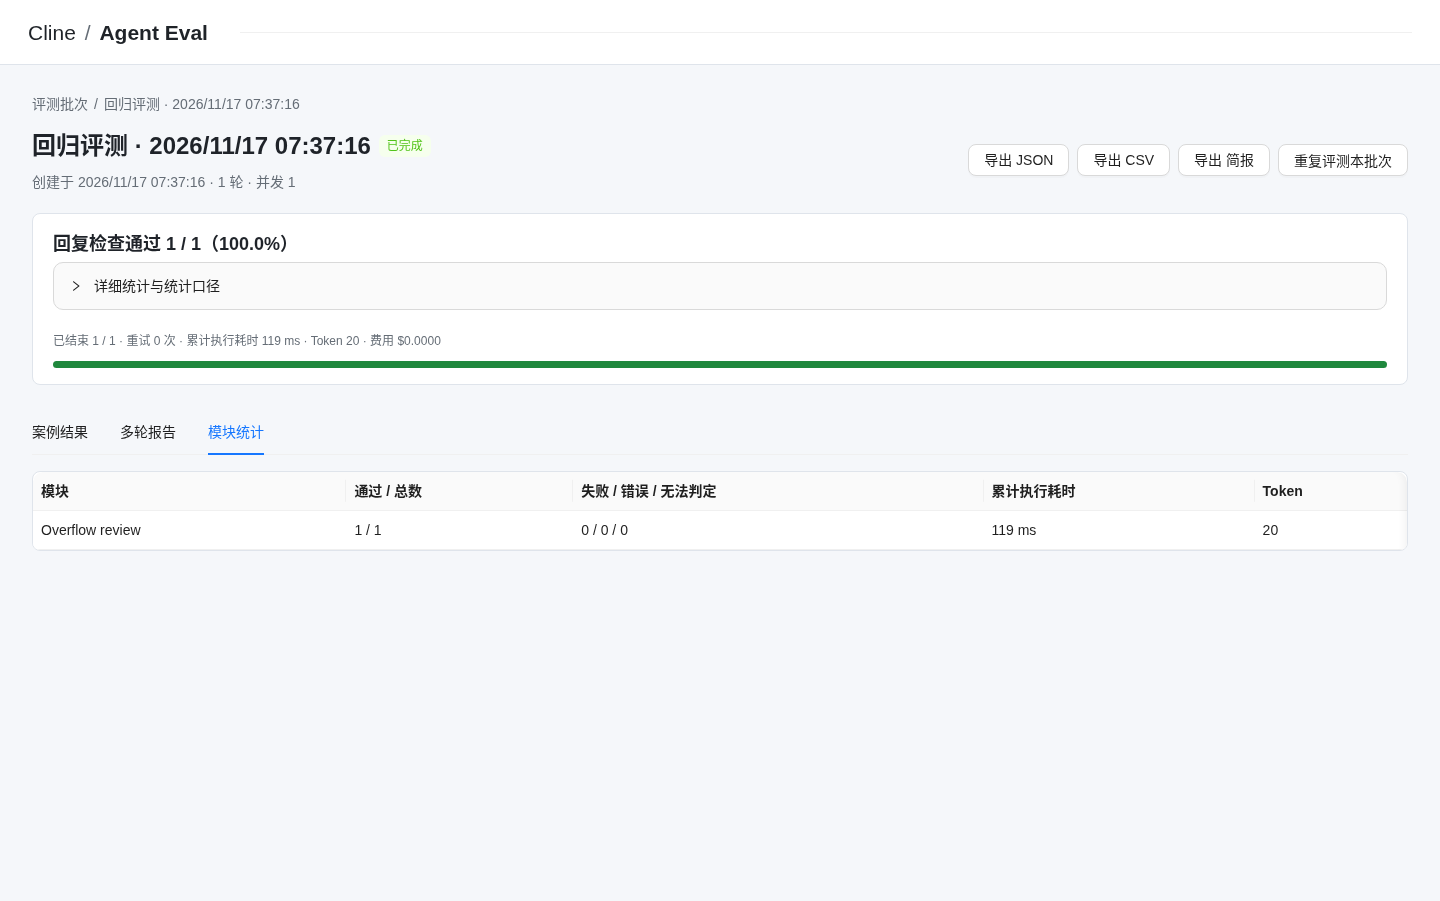 Cline / Agent Eval
评测批次 / 回归评测 · 2026/11/17 07:37:16
回归评测 · 2026/11/17 07:37:16 已完成
创建于 2026/11/17 07:37:16 · 1 轮 · 并发 1
导出 JSON 导出 CSV 导出 简报 重复评测本批次
回复检查通过 1 / 1（100.0%）
详细统计与统计口径
已结束 1 / 1 · 重试 0 次 · 累计执行耗时 119 ms · Token 20 · 费用 $0.0000
案例结果 多轮报告 模块统计
模块 通过 / 总数 失败 / 错误 / 无法判定 累计执行耗时 Token
Overflow review 1 / 1 0 / 0 / 0 119 ms 20